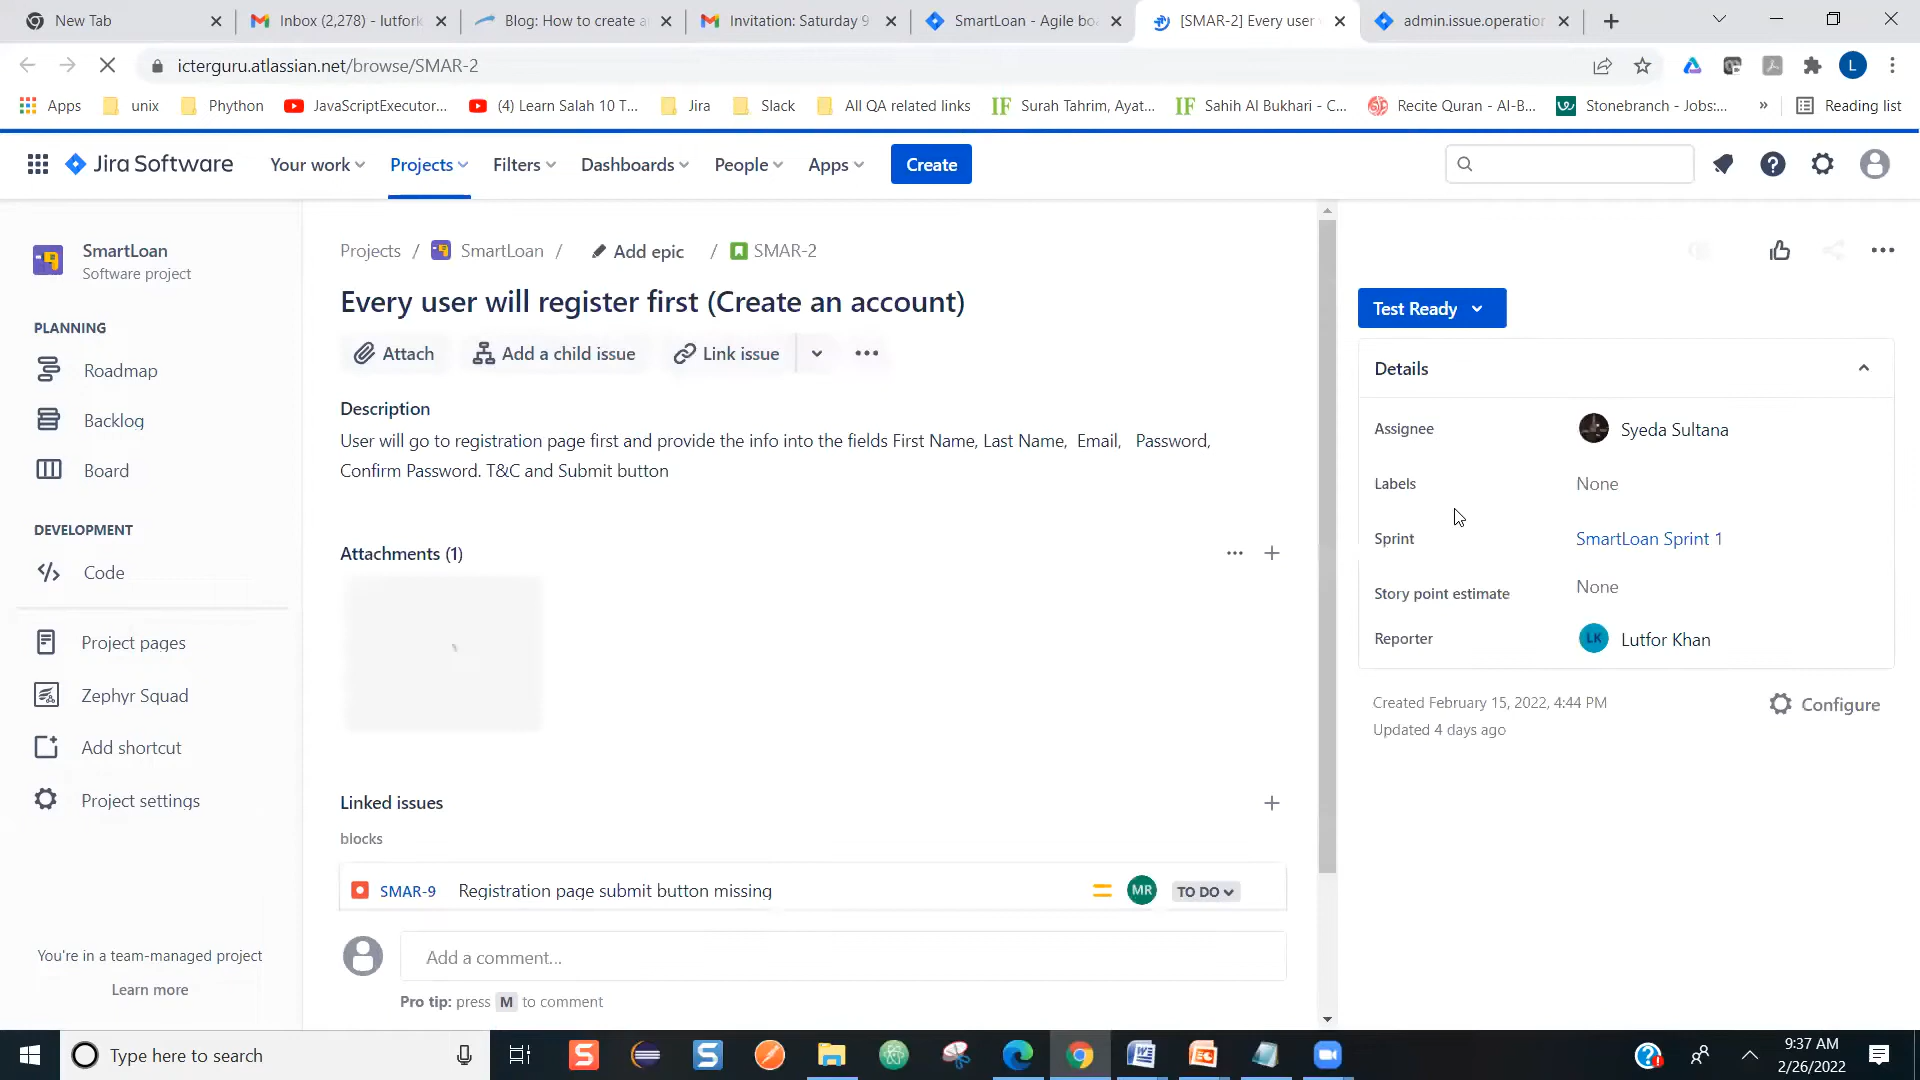 New Tab
Inbox (2,278) - lutfork
Blog: How to create a
Invitation: Saturday 9
SmartLoan - Agile bo
[SMAR-2] Every user
admin.issue.operation
icterguru.atlassian.net/browse/SMAR-2
L
Apps
unix
Phython
JavaScriptExecutor...
(4) Learn Salah 10 T...
Jira
Slack
All QA related links
IF Surah Tahrim, Ayat...
IF Sahih Al Bukhari - C...
Recite Quran - Al-B...
Stonebranch - Jobs:...
»
Reading list
Jira Software
Your work
Projects
Filters
Dashboards
People
Apps
Create
SmartLoan
Software project
PLANNING
Roadmap
Backlog
Board
DEVELOPMENT
Code
Project pages
Zephyr Squad
Add shortcut
Project settings
You're in a team-managed project
Learn more
Projects / SmartLoan / Add epic / SMAR-2
Every user will register first (Create an account)
Attach
Add a child issue
Link issue
Description
User will go to registration page first and provide the info into the fields First Name, Last Name, Email, Password,
Confirm Password. T&C and Submit button
Attachments (1)
Linked issues
blocks
SMAR-9 Registration page submit button missing MR TO DO
Add a comment...
Pro tip: press M to comment
Test Ready
Details
Assignee Syeda Sultana
Labels None
Sprint SmartLoan Sprint 1
Story point estimate None
Reporter LK Lutfor Khan
Created February 15, 2022, 4:44 PM
Updated 4 days ago
Configure
Type here to search
9:37 AM
2/26/2022